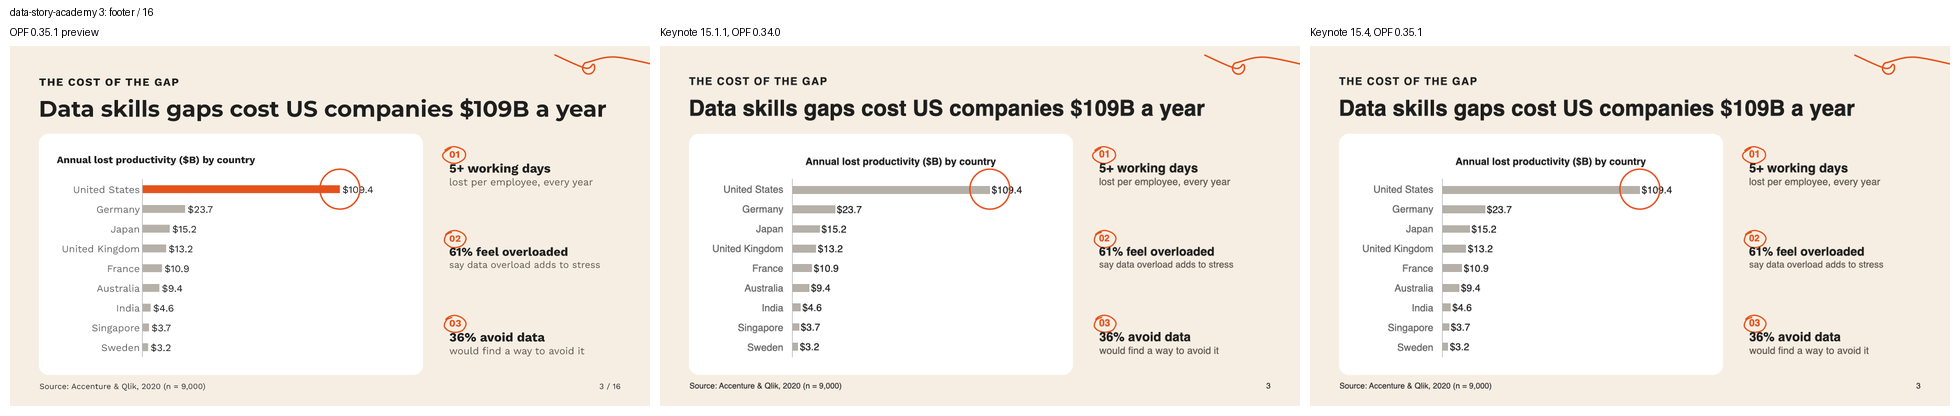 data-story-academy 3: footer / 16
OPF 0.35.1 preview
THE COST OF THE GAP
Data skills gaps cost US companies $109B a year
Annual lost productivity ($B) by country
United States $109.4
Germany $23.7
Japan $15.2
United Kingdom $13.2
France $10.9
Australia $9.4
India $4.6
Singapore $3.7
Sweden $3.2
01
5+ working days
lost per employee, every year
02
61% feel overloaded
say data overload adds to stress
03
36% avoid data
would find a way to avoid it
Source: Accenture & Qlik, 2020 (n = 9,000)
3 / 16
Keynote 15.1.1, OPF 0.34.0
THE COST OF THE GAP
Data skills gaps cost US companies $109B a year
Annual lost productivity ($B) by country
United States $109.4
Germany $23.7
Japan $15.2
United Kingdom $13.2
France $10.9
Australia $9.4
India $4.6
Singapore $3.7
Sweden $3.2
01
5+ working days
lost per employee, every year
02
61% feel overloaded
say data overload adds to stress
03
36% avoid data
would find a way to avoid it
Source: Accenture & Qlik, 2020 (n = 9,000)
3
Keynote 15.4, OPF 0.35.1
THE COST OF THE GAP
Data skills gaps cost US companies $109B a year
Annual lost productivity ($B) by country
United States $109.4
Germany $23.7
Japan $15.2
United Kingdom $13.2
France $10.9
Australia $9.4
India $4.6
Singapore $3.7
Sweden $3.2
01
5+ working days
lost per employee, every year
02
61% feel overloaded
say data overload adds to stress
03
36% avoid data
would find a way to avoid it
Source: Accenture & Qlik, 2020 (n = 9,000)
3